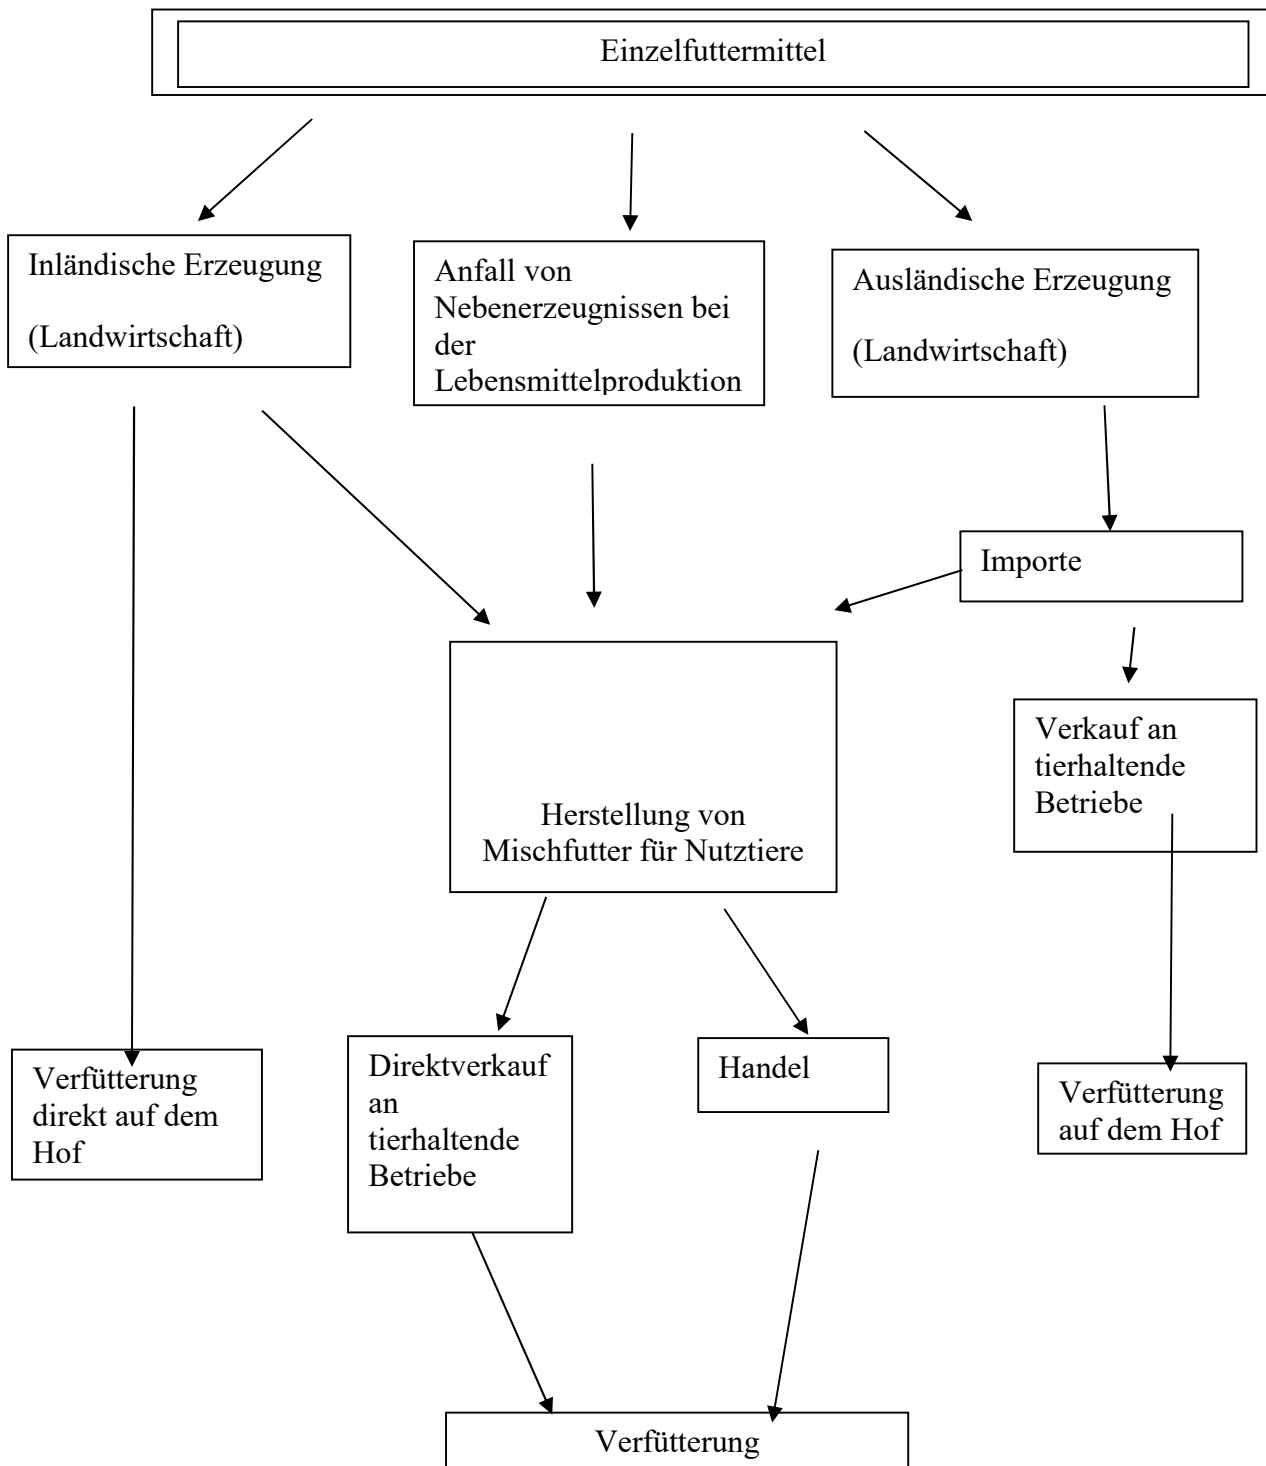 Einzelfuttermittel
Inländische Erzeugung
(Landwirtschaft)
Anfall von
Nebenerzeugnissen bei
der
Lebensmittelproduktion
Ausländische Erzeugung
(Landwirtschaft)
Importe
Herstellung von
Mischfutter für Nutztiere
Verkauf an
tierhaltende
Betriebe
Verfütterung
direkt auf dem
Hof
Direktverkauf
an
tierhaltende
Betriebe
Handel
Verfütterung
auf dem Hof
Verfütterung